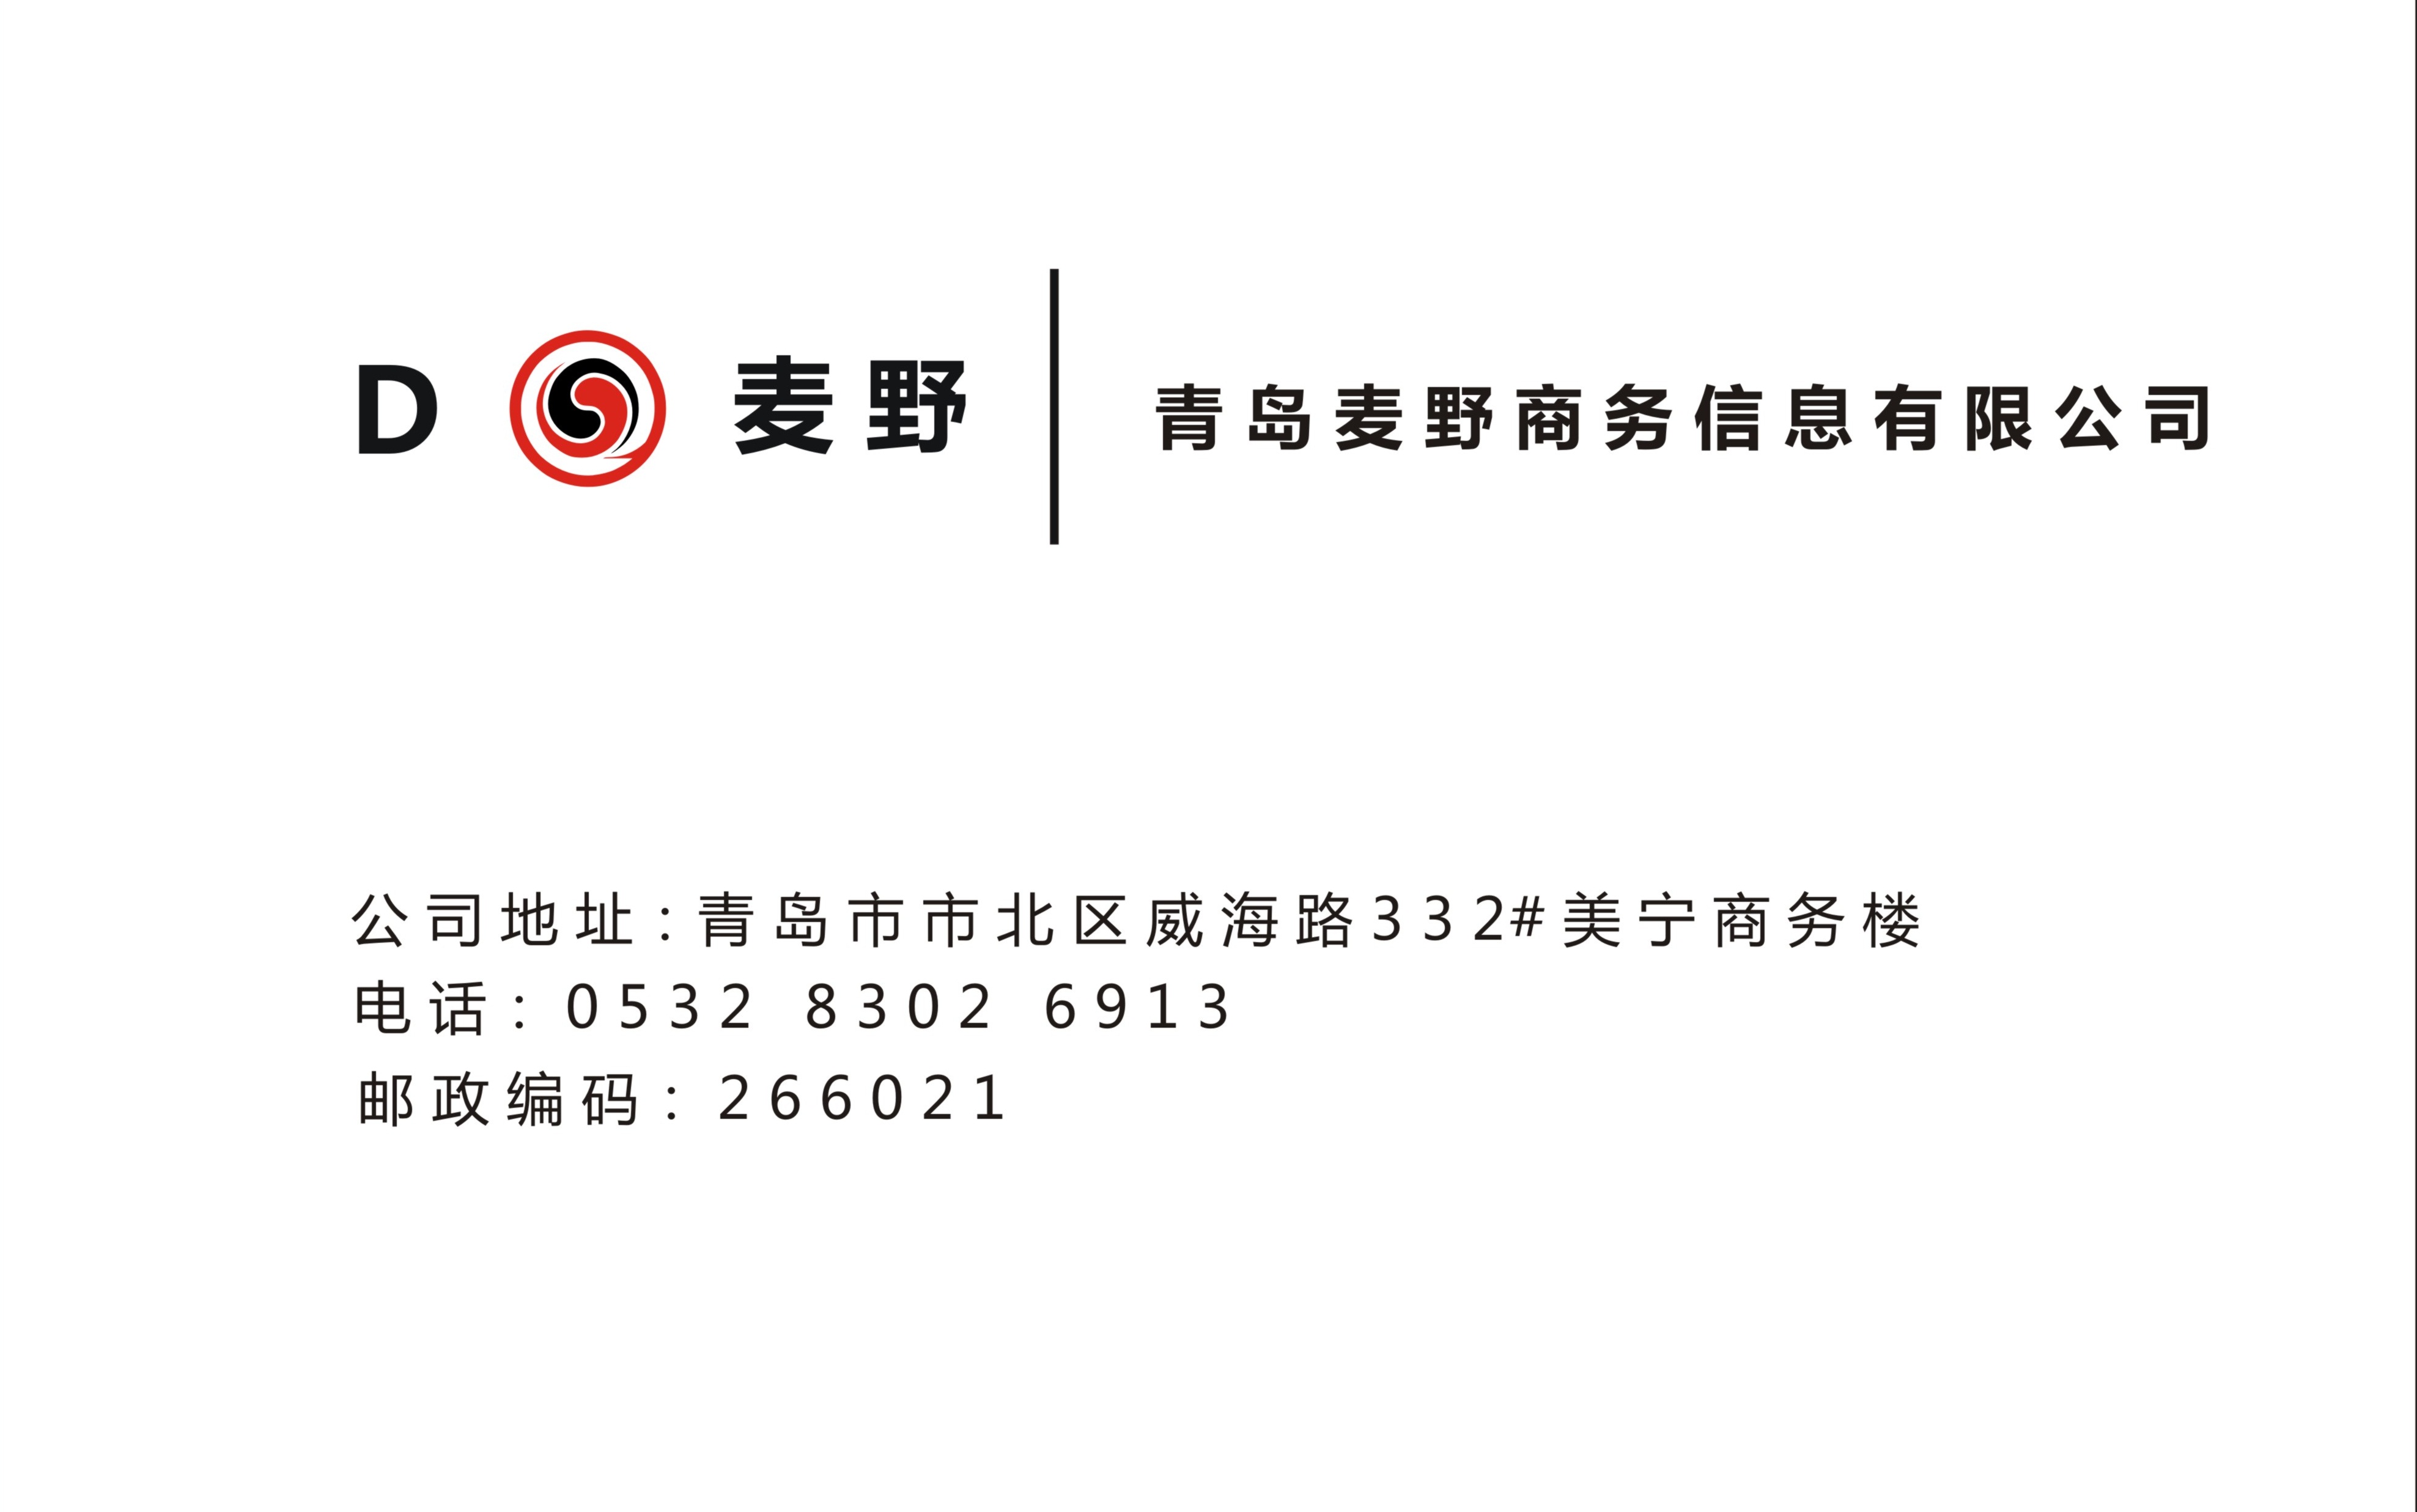 D 麦野
青岛麦野商务信息有限公司
公司地址:青岛市市北区威海路332#美宁商务楼
电话: 0532 8302 6913
邮政编码: 266021